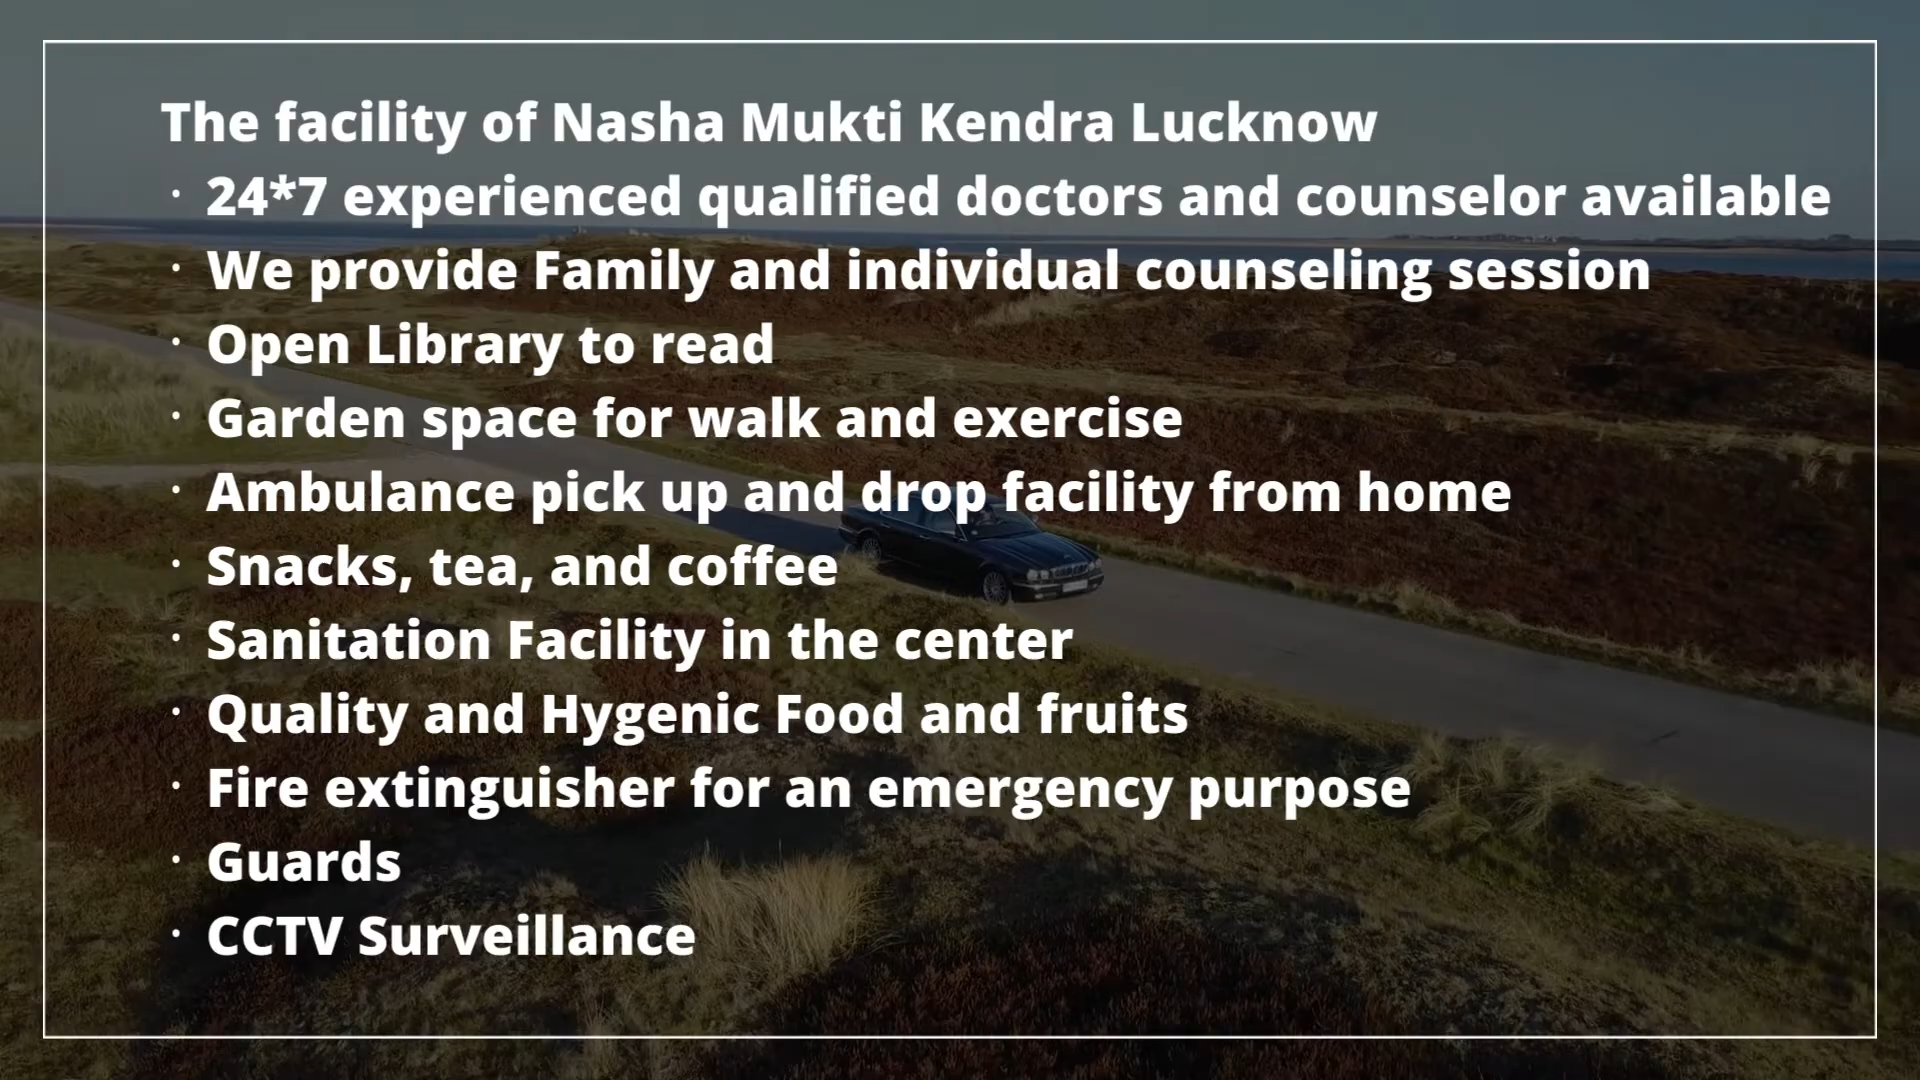 The facility of Nasha Mukti Kendra Lucknow
· 24*7 experienced qualified doctors and counselor available
· We provide Family and individual counseling session
· Open Library to read
· Garden space for walk and exercise
· Ambulance pick up and drop facility from home
· Snacks, tea, and coffee
· Sanitation Facility in the center
· Quality and Hygenic Food and fruits
· Fire extinguisher for an emergency purpose
· Guards
· CCTV Surveillance